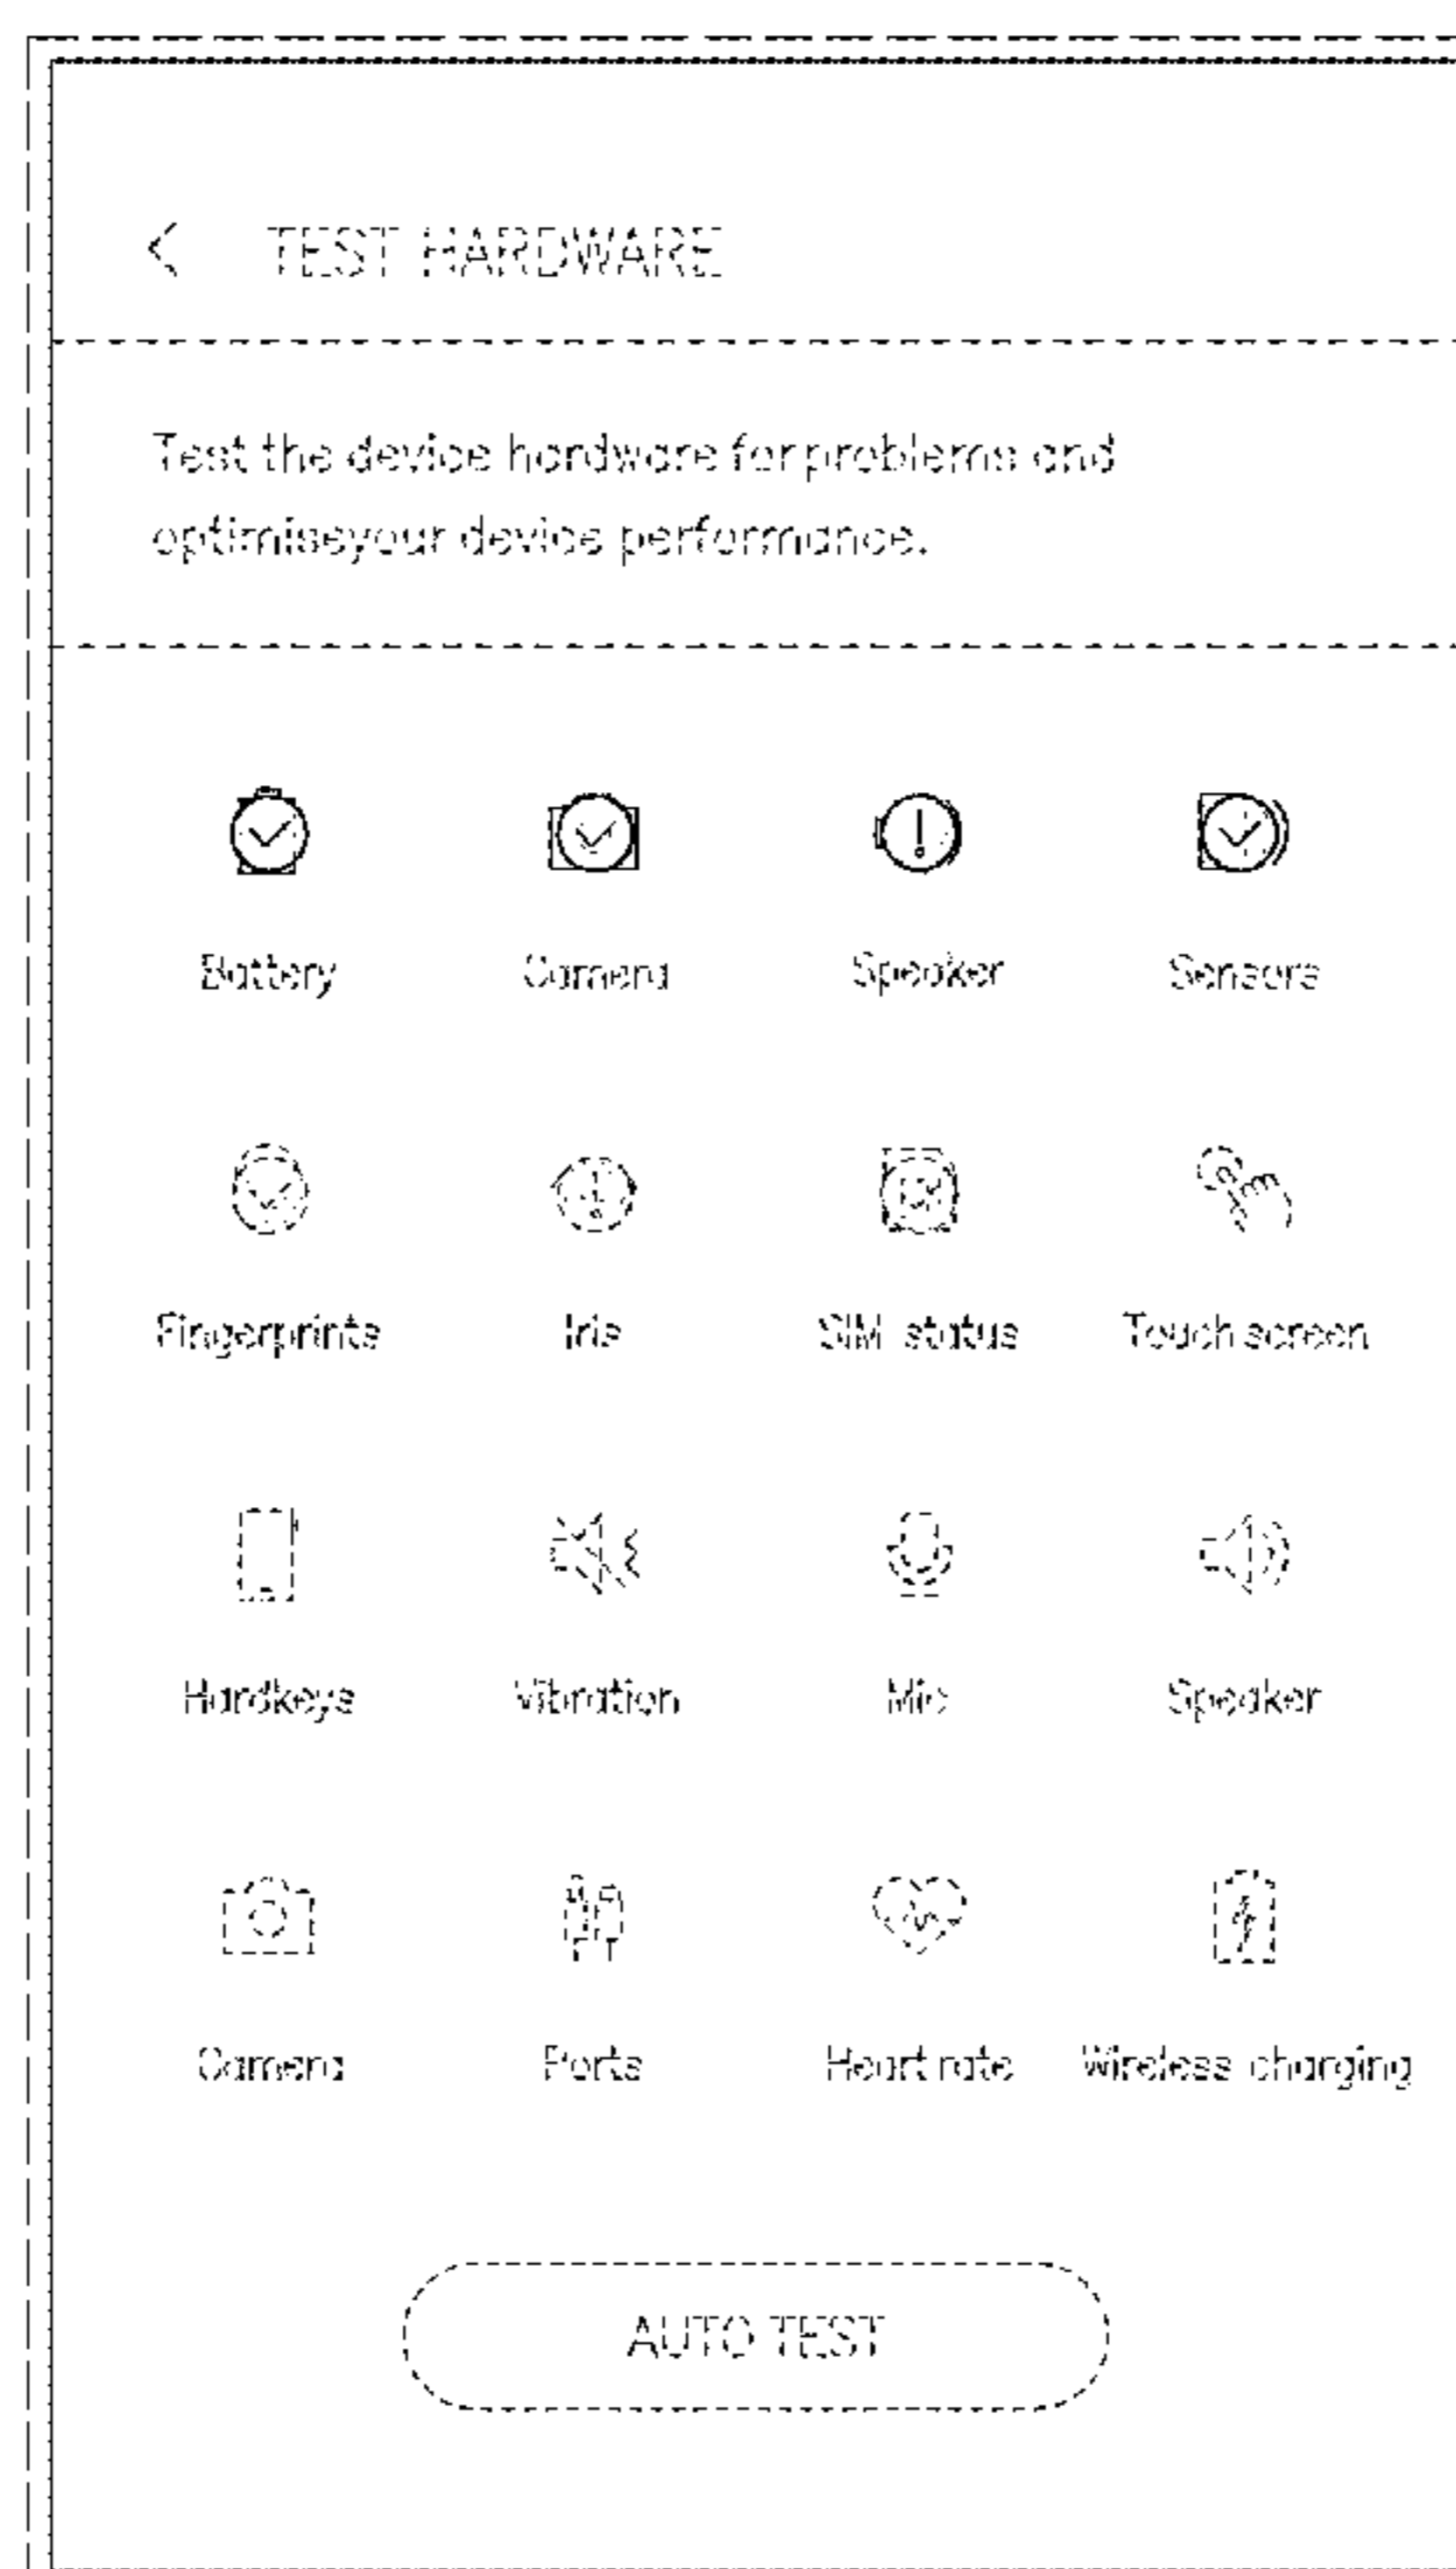 TEST HARDWARE
Test the device hardware for problems and
optimiseyour device performance.
Battery Camera Speaker Sensors
Fingerprints Iris SIM status Touch screen
Hardkeys Vibration Mic Speaker
Camera Ports Heart rate Wireless charging
AUTO TEST